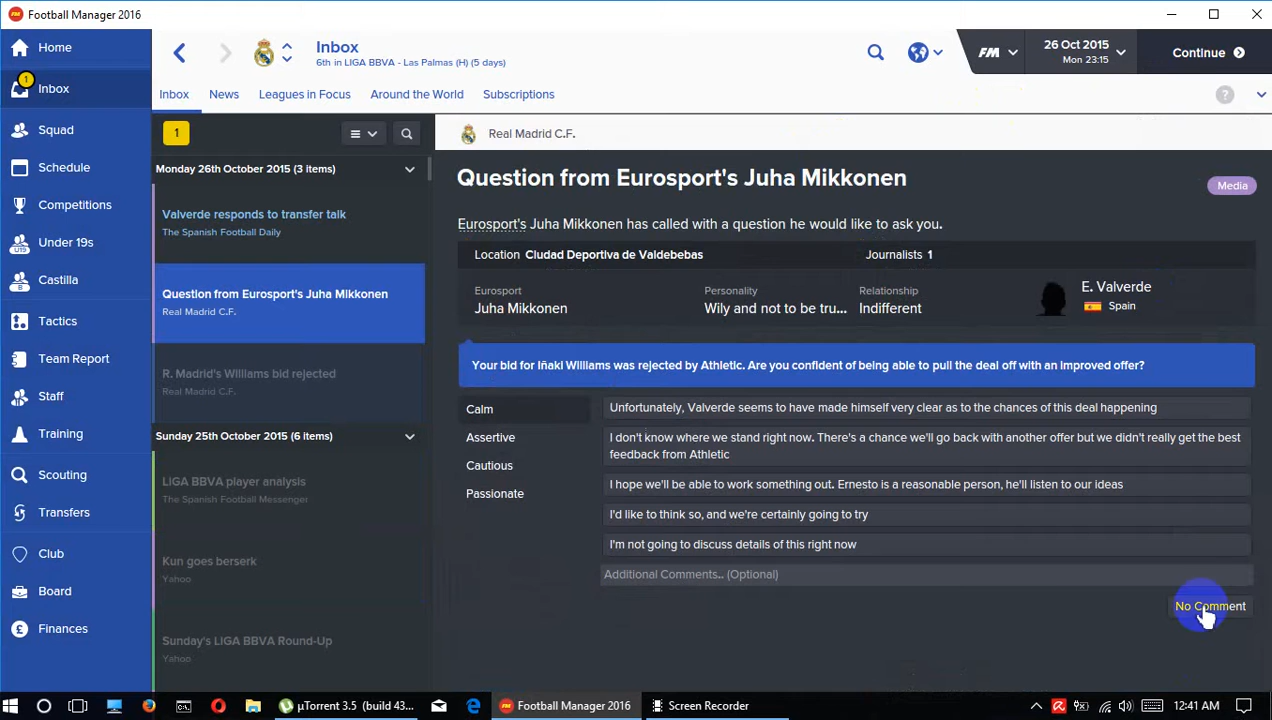 Football Manager 2016
Home
1
Inbox
Squad
Schedule
Competitions
Under 19s
Castilla
Tactics
Team Report
Staff
Training
Scouting
Transfers
Club
Board
Finances
Inbox
6th in LIGA BBVA - Las Palmas (H) (5 days)
FM
26 Oct 2015
Mon 23:15
Continue
Inbox
News
Leagues in Focus
Around the World
Subscriptions
?
1
Monday 26th October 2015 (3 items)
Valverde responds to transfer talk
The Spanish Football Daily
Question from Eurosport's Juha Mikkonen
Real Madrid C.F.
R. Madrid's Williams bid rejected
Real Madrid C.F.
Sunday 25th October 2015 (6 items)
LIGA BBVA player analysis
The Spanish Football Messenger
Kun goes berserk
Yahoo
Sunday's LIGA BBVA Round-Up
Yahoo
Real Madrid C.F.
Question from Eurosport's Juha Mikkonen
Media
Eurosport's Juha Mikkonen has called with a question he would like to ask you.
Location Ciudad Deportiva de Valdebebas
Journalists 1
Eurosport
Juha Mikkonen
Personality
Wily and not to be tru...
Relationship
Indifferent
E. Valverde
Spain
Your bid for Iñaki Williams was rejected by Athletic. Are you confident of being able to pull the deal off with an improved offer?
Calm
Assertive
Cautious
Passionate
Unfortunately, Valverde seems to have made himself very clear as to the chances of this deal happening
I don't know where we stand right now. There's a chance we'll go back with another offer but we didn't really get the best
feedback from Athletic
I hope we'll be able to work something out. Ernesto is a reasonable person, he'll listen to our ideas
I'd like to think so, and we're certainly going to try
I'm not going to discuss details of this right now
Additional Comments.. (Optional)
No Comment
µTorrent 3.5 (build 43...
Football Manager 2016
Screen Recorder
12:41 AM